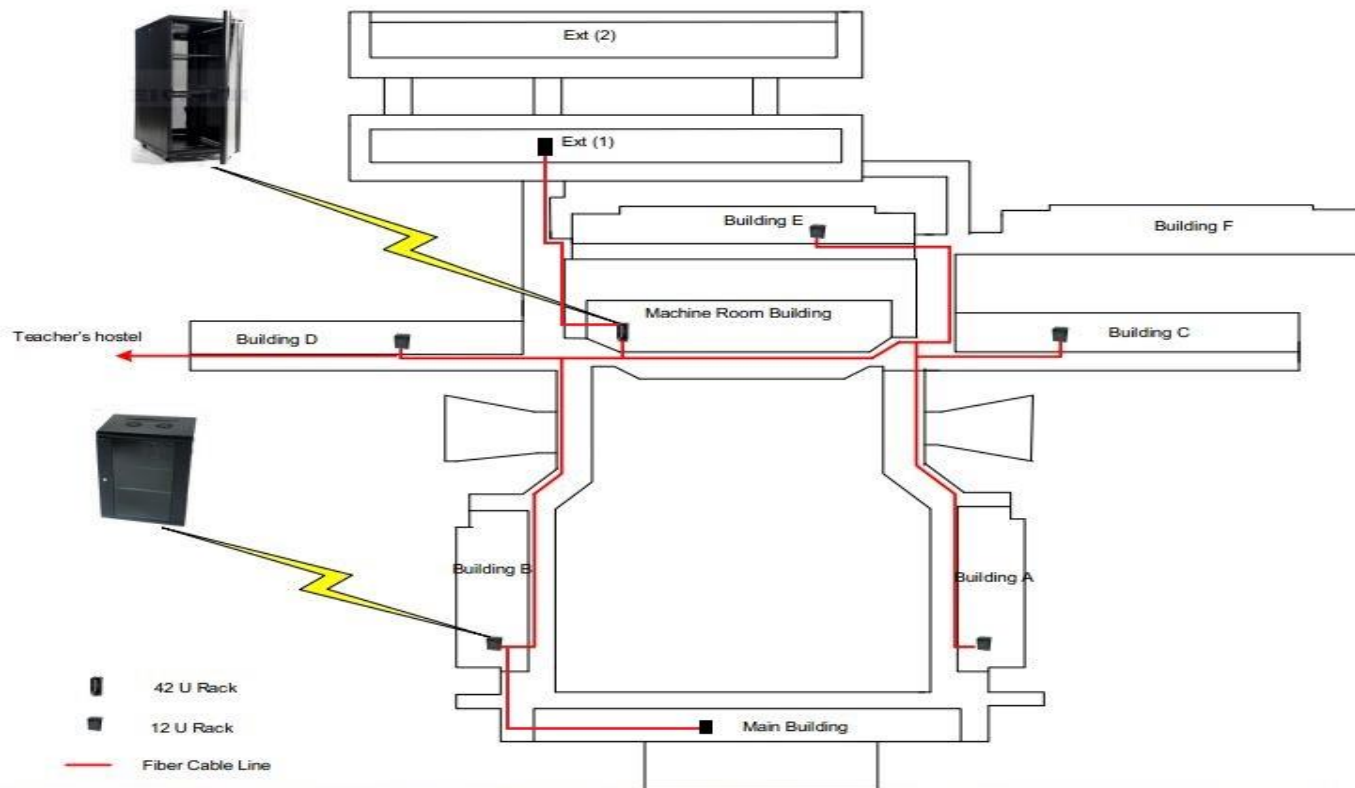 Ext (2)
Ext (1)
Building E
Building F
Machine Room Building
Teacher's hostel
Building D
Building C
Building B
Building A
42 U Rack
12 U Rack
Main Building
Fiber Cable Line